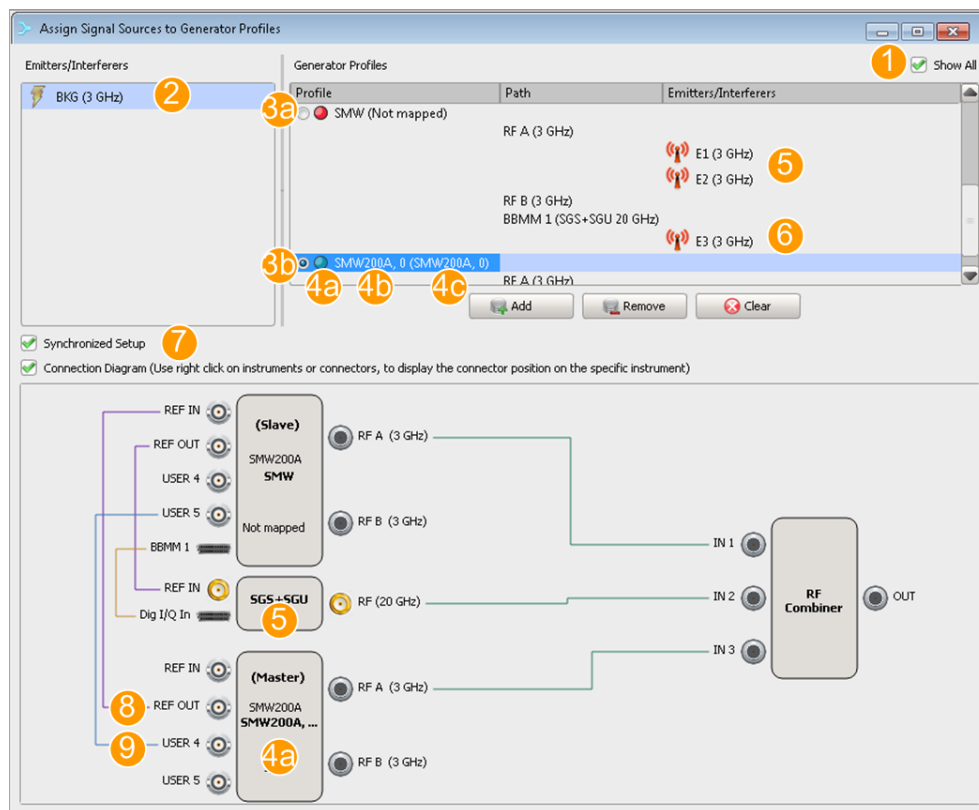 Assign Signal Sources to Generator Profiles
Emitters/Interferers
Generator Profiles
1
Show All
BKG (3 GHz)
2
Profile
Path
Emitters/Interferers
3a
SMW (Not mapped)
RF A (3 GHz)
E1 (3 GHz)
5
E2 (3 GHz)
RF B (3 GHz)
BBMM 1 (SGS+SGU 20 GHz)
E3 (3 GHz)
6
3b
SMW200A, 0 (SMW200A, 0)
4a
4b
4c
RF A (3 GHz)
Add
Remove
Clear
Synchronized Setup
7
Connection Diagram (Use right click on instruments or connectors, to display the connector position on the specific instrument)
REF IN
REF OUT
USER 4
USER 5
BBMM 1
(Slave)
SMW200A
SMW
Not mapped
RF A (3 GHz)
RF B (3 GHz)
REF IN
Dig I/Q In
SGS+SGU
5
RF (20 GHz)
IN 1
IN 2
IN 3
RF
Combiner
OUT
REF IN
8
REF OUT
9
USER 4
USER 5
(Master)
SMW200A
SMW200A, ...
4a
RF A (3 GHz)
RF B (3 GHz)